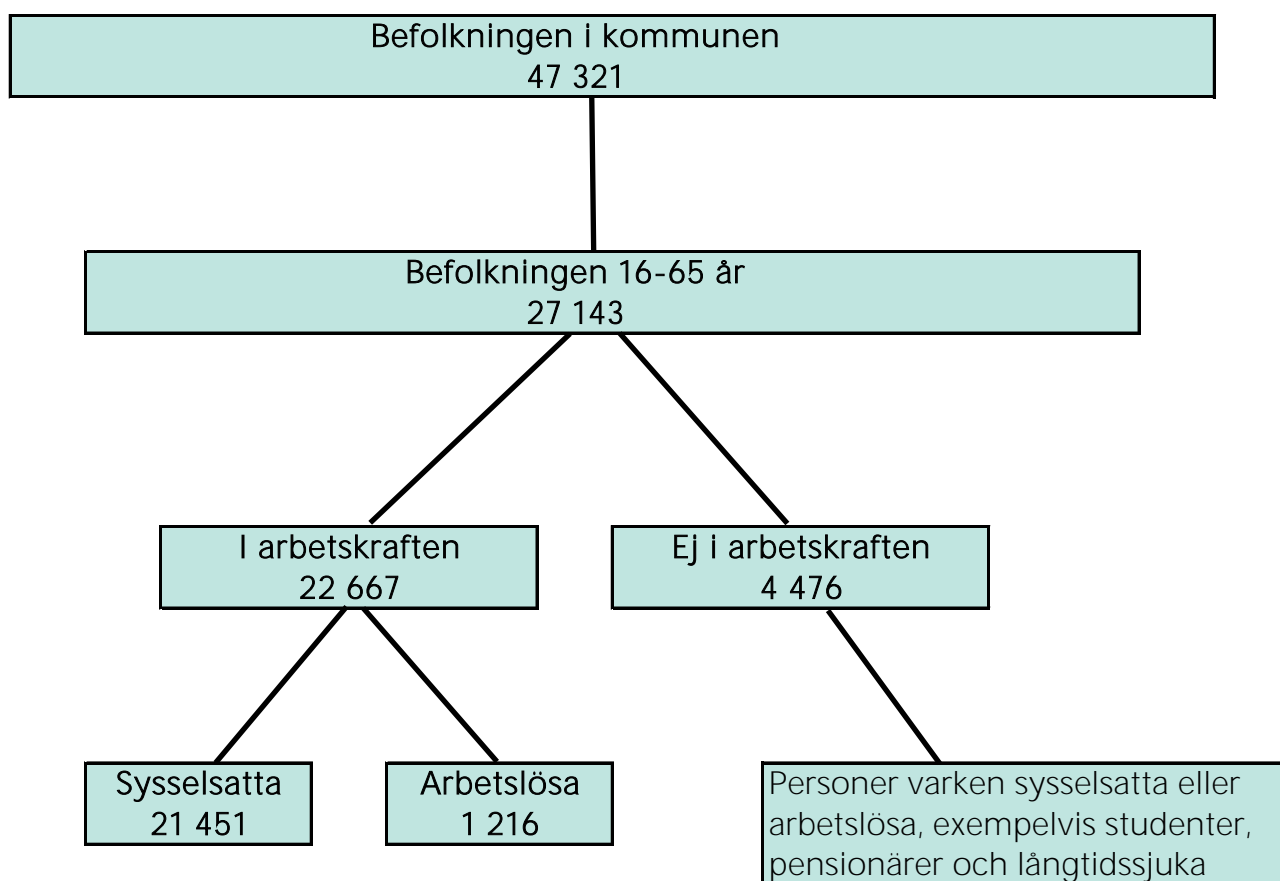 Befolkningen i kommunen
47 321
Befolkningen 16-65 år
27 143
I arbetskraften
22 667
Ej i arbetskraften
4 476
Sysselsatta
21 451
Arbetslösa
1 216
Personer varken sysselsatta eller
arbetslösa, exempelvis studenter,
pensionärer och långtidssjuka